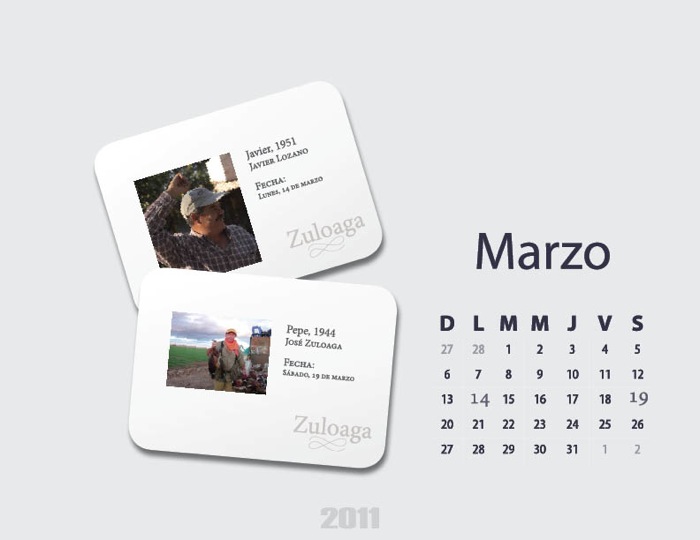 Javier, 1951
Javier Lozano
Fecha:
Lunes, 14 de marzo
Zuloaga
Pepe, 1944
José Zuloaga
Fecha:
Sábado, 19 de marzo
Zuloaga
Marzo
D L M M J V S
27 28 1 2 3 4 5
6 7 8 9 10 11 12
13 14 15 16 17 18 19
20 21 22 23 24 25 26
27 28 29 30 31 1 2
2011